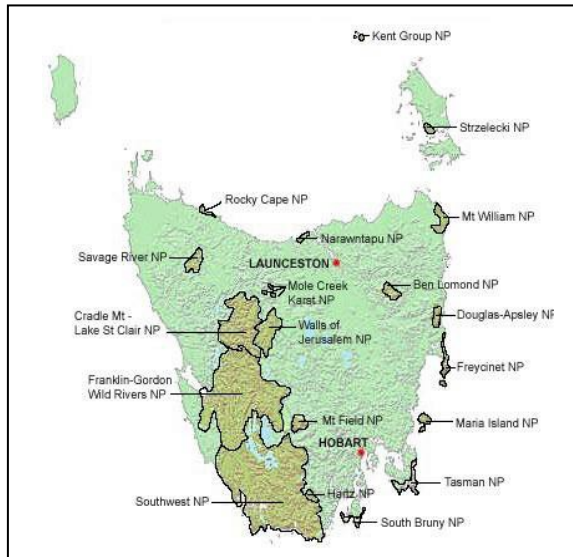 Kent Group NP
Strzelecki NP
Rocky Cape NP
Mt William NP
Narawntapu NP
Savage River NP
LAUNCESTON
Ben Lomond NP
Mole Creek
Karst NP
Cradle Mt -
Lake St Clair NP
Walls of
Jerusalem NP
Douglas-Apsley NP
Freycinet NP
Franklin-Gordon
Wild Rivers NP
Mt Field NP
Maria Island NP
HOBART
Tasman NP
Hartz NP
Southwest NP
South Bruny NP